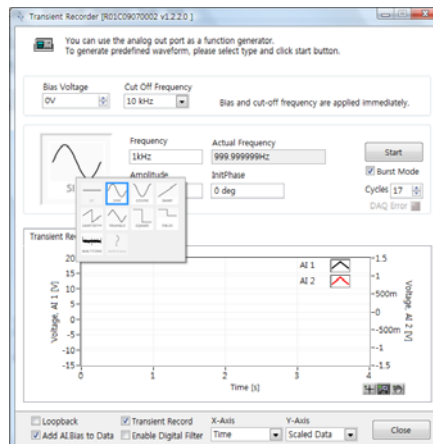 Transient Recorder [R01C09070002 v1.2.2.0 ]
You can use the analog out port as a function generator.
To generate predefined waveform, please select type and click start button.
Bias Voltage
Cut Off Frequency
0V
10 kHz
Bias and cut-off frequency are applied immediately.
Frequency
Actual Frequency
1kHz
999.999999Hz
Start
Amplitude
InitPhase
Burst Mode
0 deg
Cycles 17
DAQ Error
Transient Rec
AI 1
AI 2
Voltage, AI 1 [V]
20
15
10
5
0
-5
-10
-15
0
1
2
3
4
Time [s]
1.5
-1
-500m
-500m
-1
-1.5
Voltage, AI 2 [V]
Loopback
Transient Record
X-Axis
Y-Axis
Add AI.Bias to Data
Enable Digital Filter
Time
Scaled Data
Close